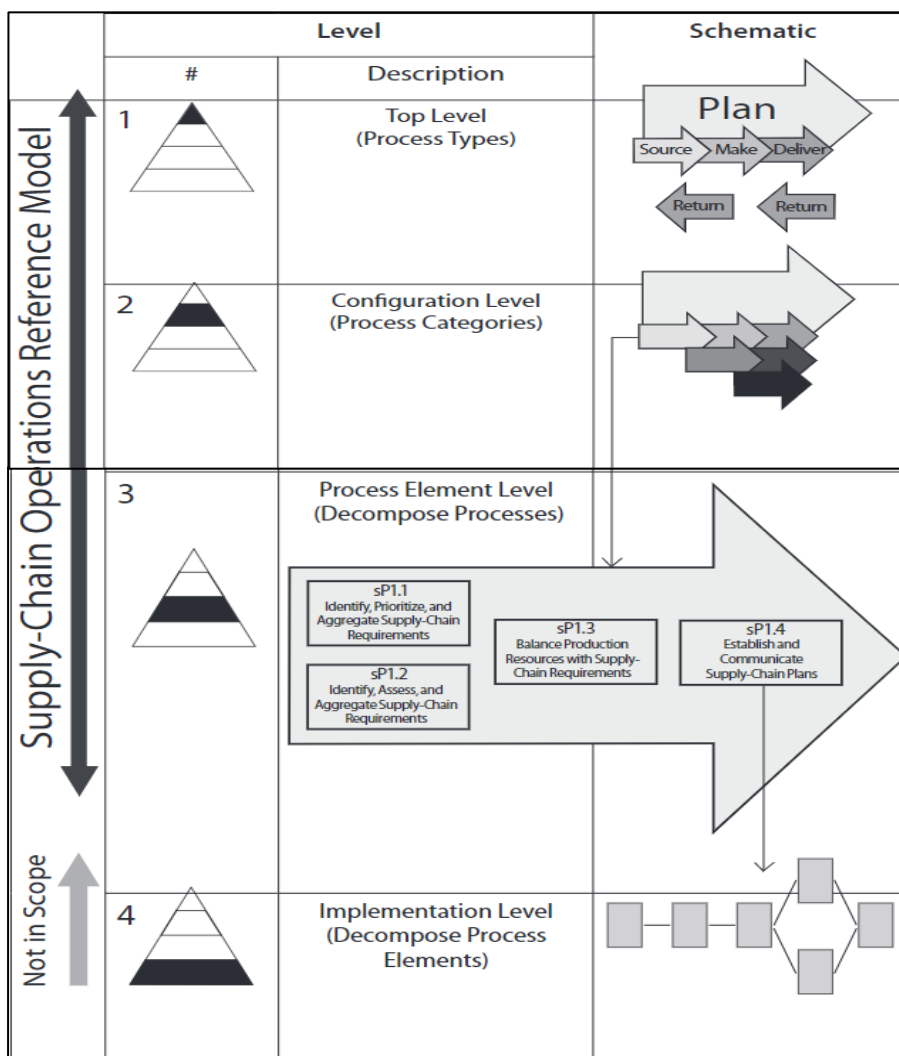 Level
Schematic
#
Description
Supply-Chain Operations Reference Model
1
Top Level
(Process Types)
Plan
Source
Make
Deliver
Return
Return
2
Configuration Level
(Process Categories)
3
Process Element Level
(Decompose Processes)
sP1.1
Identify, Prioritize, and
Aggregate Supply-Chain
Requirements
sP1.2
Identify, Assess, and
Aggregate Supply-Chain
Requirements
sP1.3
Balance Production
Resources with Supply-
Chain Requirements
sP1.4
Establish and
Communicate
Supply-Chain Plans
Not in Scope
4
Implementation Level
(Decompose Process
Elements)